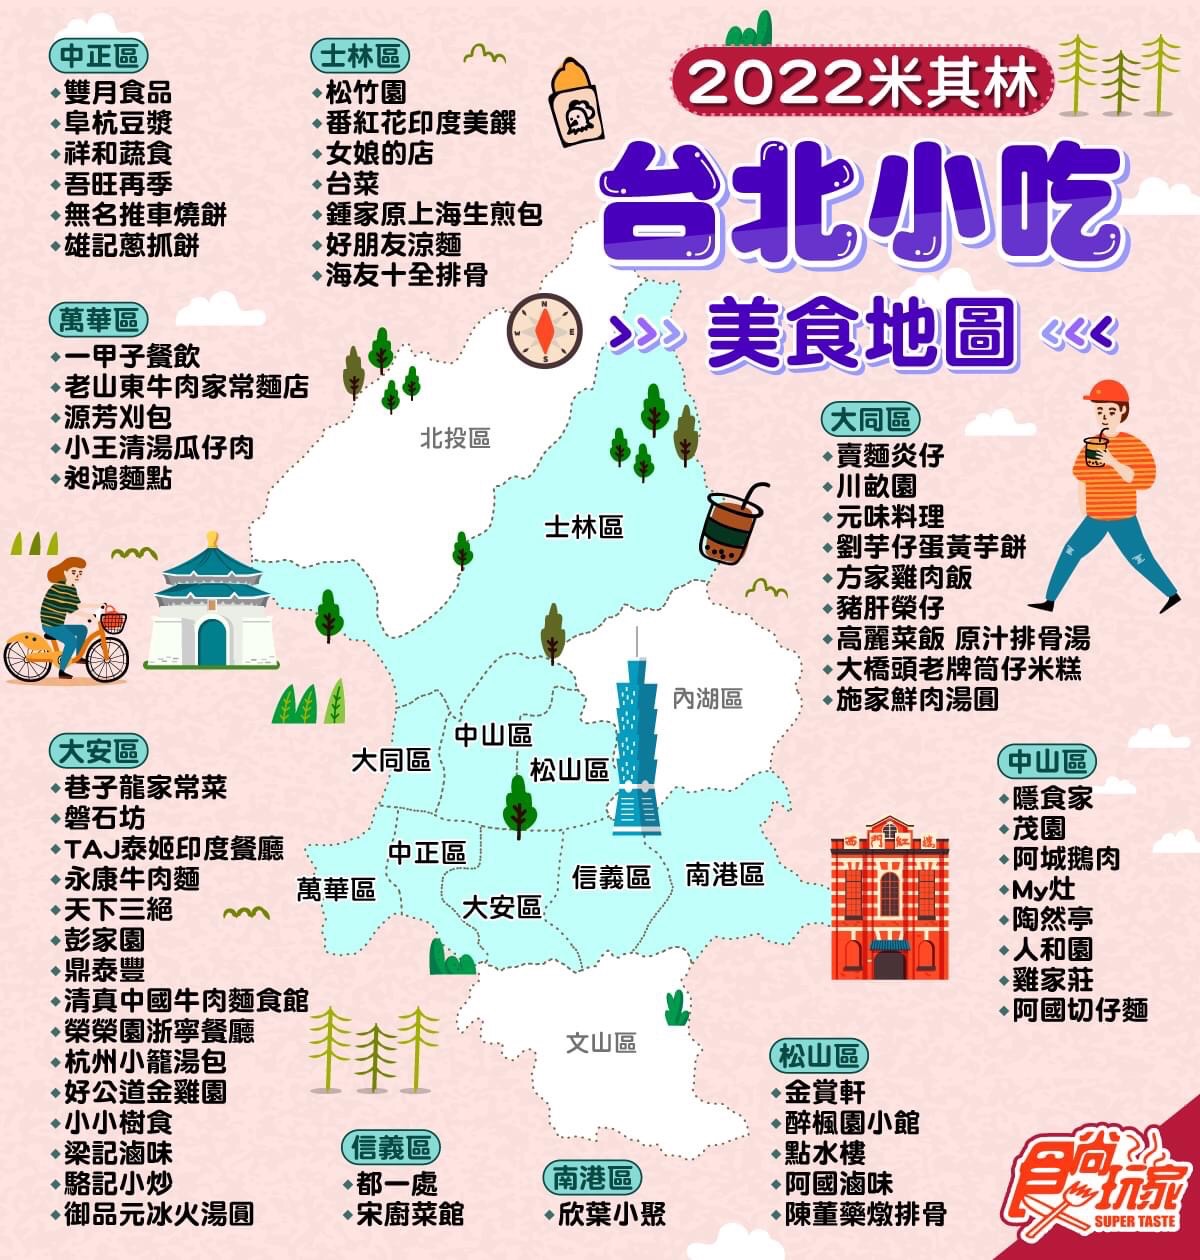 2022米其林
台北小吃
美食地圖
中正區
雙月食品
阜杭豆漿
祥和蔬食
吾旺再季
無名推車燒餅
雄記蔥抓餅
士林區
松竹園
番紅花印度美饌
女娘的店
台菜
鍾家原上海生煎包
好朋友涼麵
海友十全排骨
萬華區
一甲子餐飲
老山東牛肉家常麵店
源芳刈包
小王清湯瓜仔肉
昶鴻麵點
大同區
賣麵炎仔
川畝園
元味料理
劉芋仔蛋黃芋餅
方家雞肉飯
豬肝榮仔
高麗菜飯 原汁排骨湯
大橋頭老牌筒仔米糕
施家鮮肉湯圓
N
W
E
S
北投區
士林區
內湖區
中山區
大同區
松山區
中正區
萬華區
大安區
信義區
南港區
文山區
西門紅樓
大安區
巷子龍家常菜
磐石坊
TAJ泰姬印度餐廳
永康牛肉麵
天下三絕
彭家園
鼎泰豐
清真中國牛肉麵食館
榮榮園浙寧餐廳
杭州小籠湯包
好公道金雞園
小小樹食
梁記滷味
駱記小炒
御品元冰火湯圓
中山區
隱食家
茂園
阿城鵝肉
My灶
陶然亭
人和園
雞家莊
阿國切仔麵
信義區
都一處
宋廚菜館
南港區
欣葉小聚
松山區
金賞軒
醉楓園小館
點水樓
阿國滷味
陳董藥燉排骨
食尚玩家
SUPER TASTE